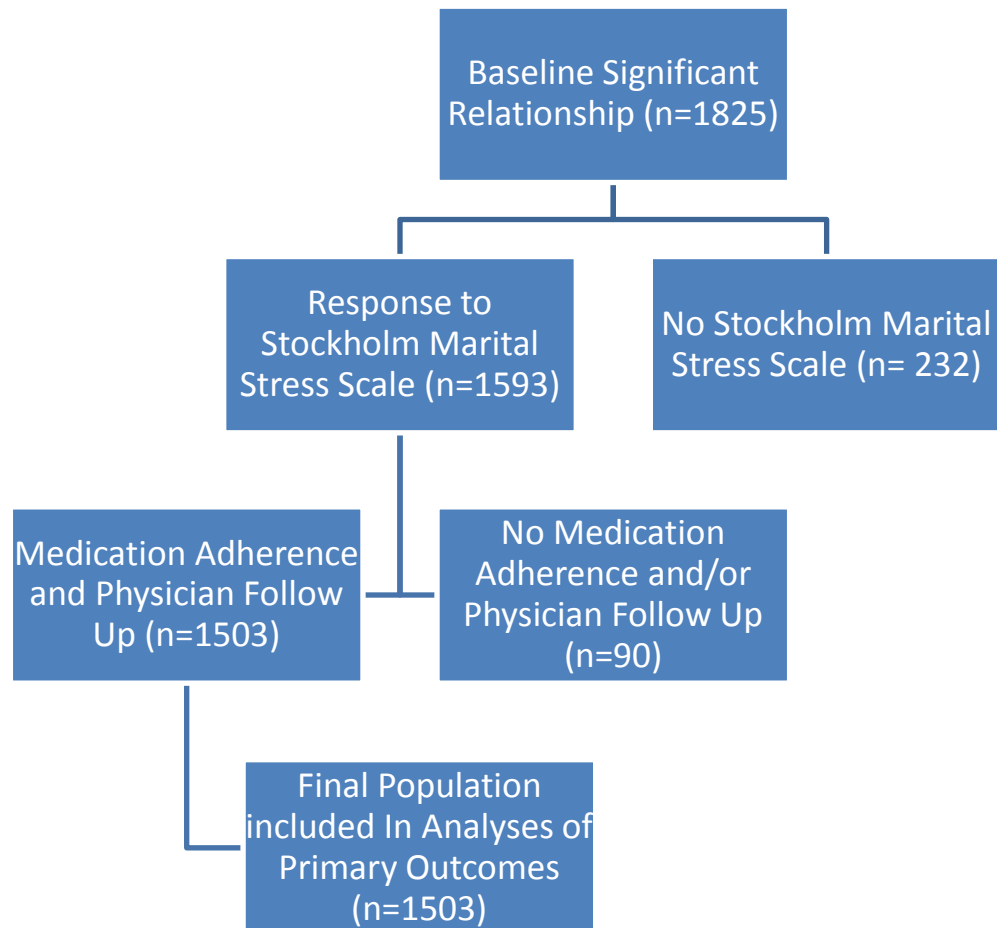 Baseline Significant
Relationship (n=1825)
Response to
Stockholm Marital
Stress Scale (n=1593)
No Stockholm Marital
Stress Scale (n= 232)
Medication Adherence
and Physician Follow
Up (n=1503)
No Medication
Adherence and/or
Physician Follow Up
(n=90)
Final Population
included In Analyses of
Primary Outcomes
(n=1503)